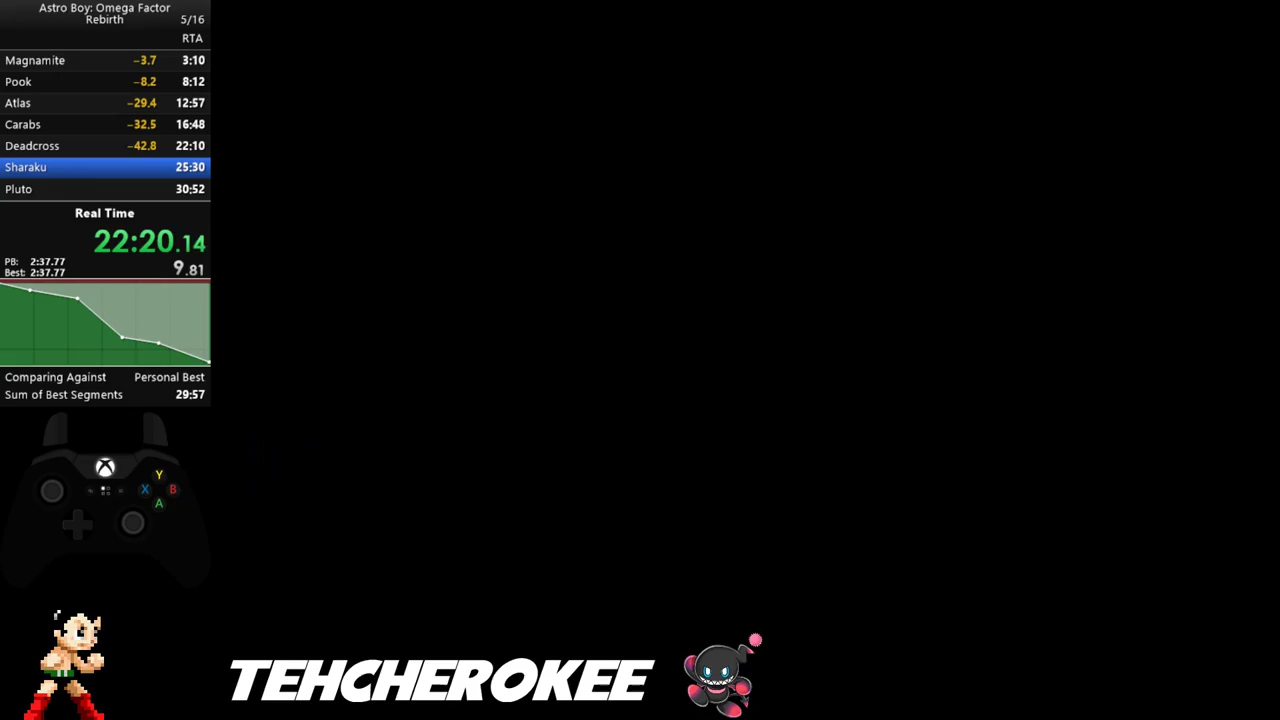 Astro Boy: Omega Factor
Rebirth 5/16
RTA
Magnamite −3.7 3:10
Pook −8.2 8:12
Atlas −29.4 12:57
Carabs −32.5 16:48
Deadcross −42.8 22:10
Sharaku 25:30
Pluto 30:52
Real Time
22:20.14
PB: 2:37.77
Best: 2:37.77
9.81
Comparing Against Personal Best
Sum of Best Segments 29:57
Y
X B
A
TEHCHEROKEE